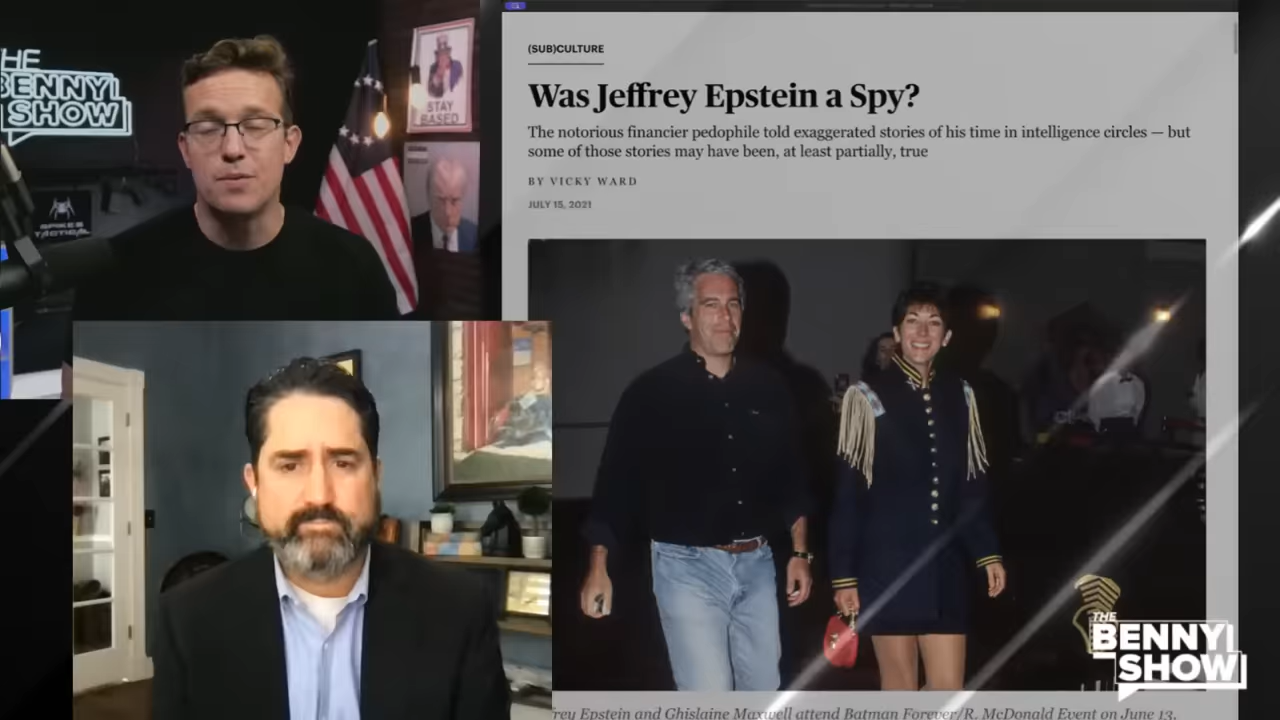 THE
BENNY
SHOW
STAY
BASED
SPIKE'S
TACTICAL
(SUB)CULTURE
Was Jeffrey Epstein a Spy?
The notorious financier pedophile told exaggerated stories of his time in intelligence circles — but
some of those stories may have been, at least partially, true
BY VICKY WARD
JULY 15, 2021
THE
BENNY
SHOW
frey Epstein and Ghislaine Maxwell attend Batman Forever/R. McDonald Event on June 13,